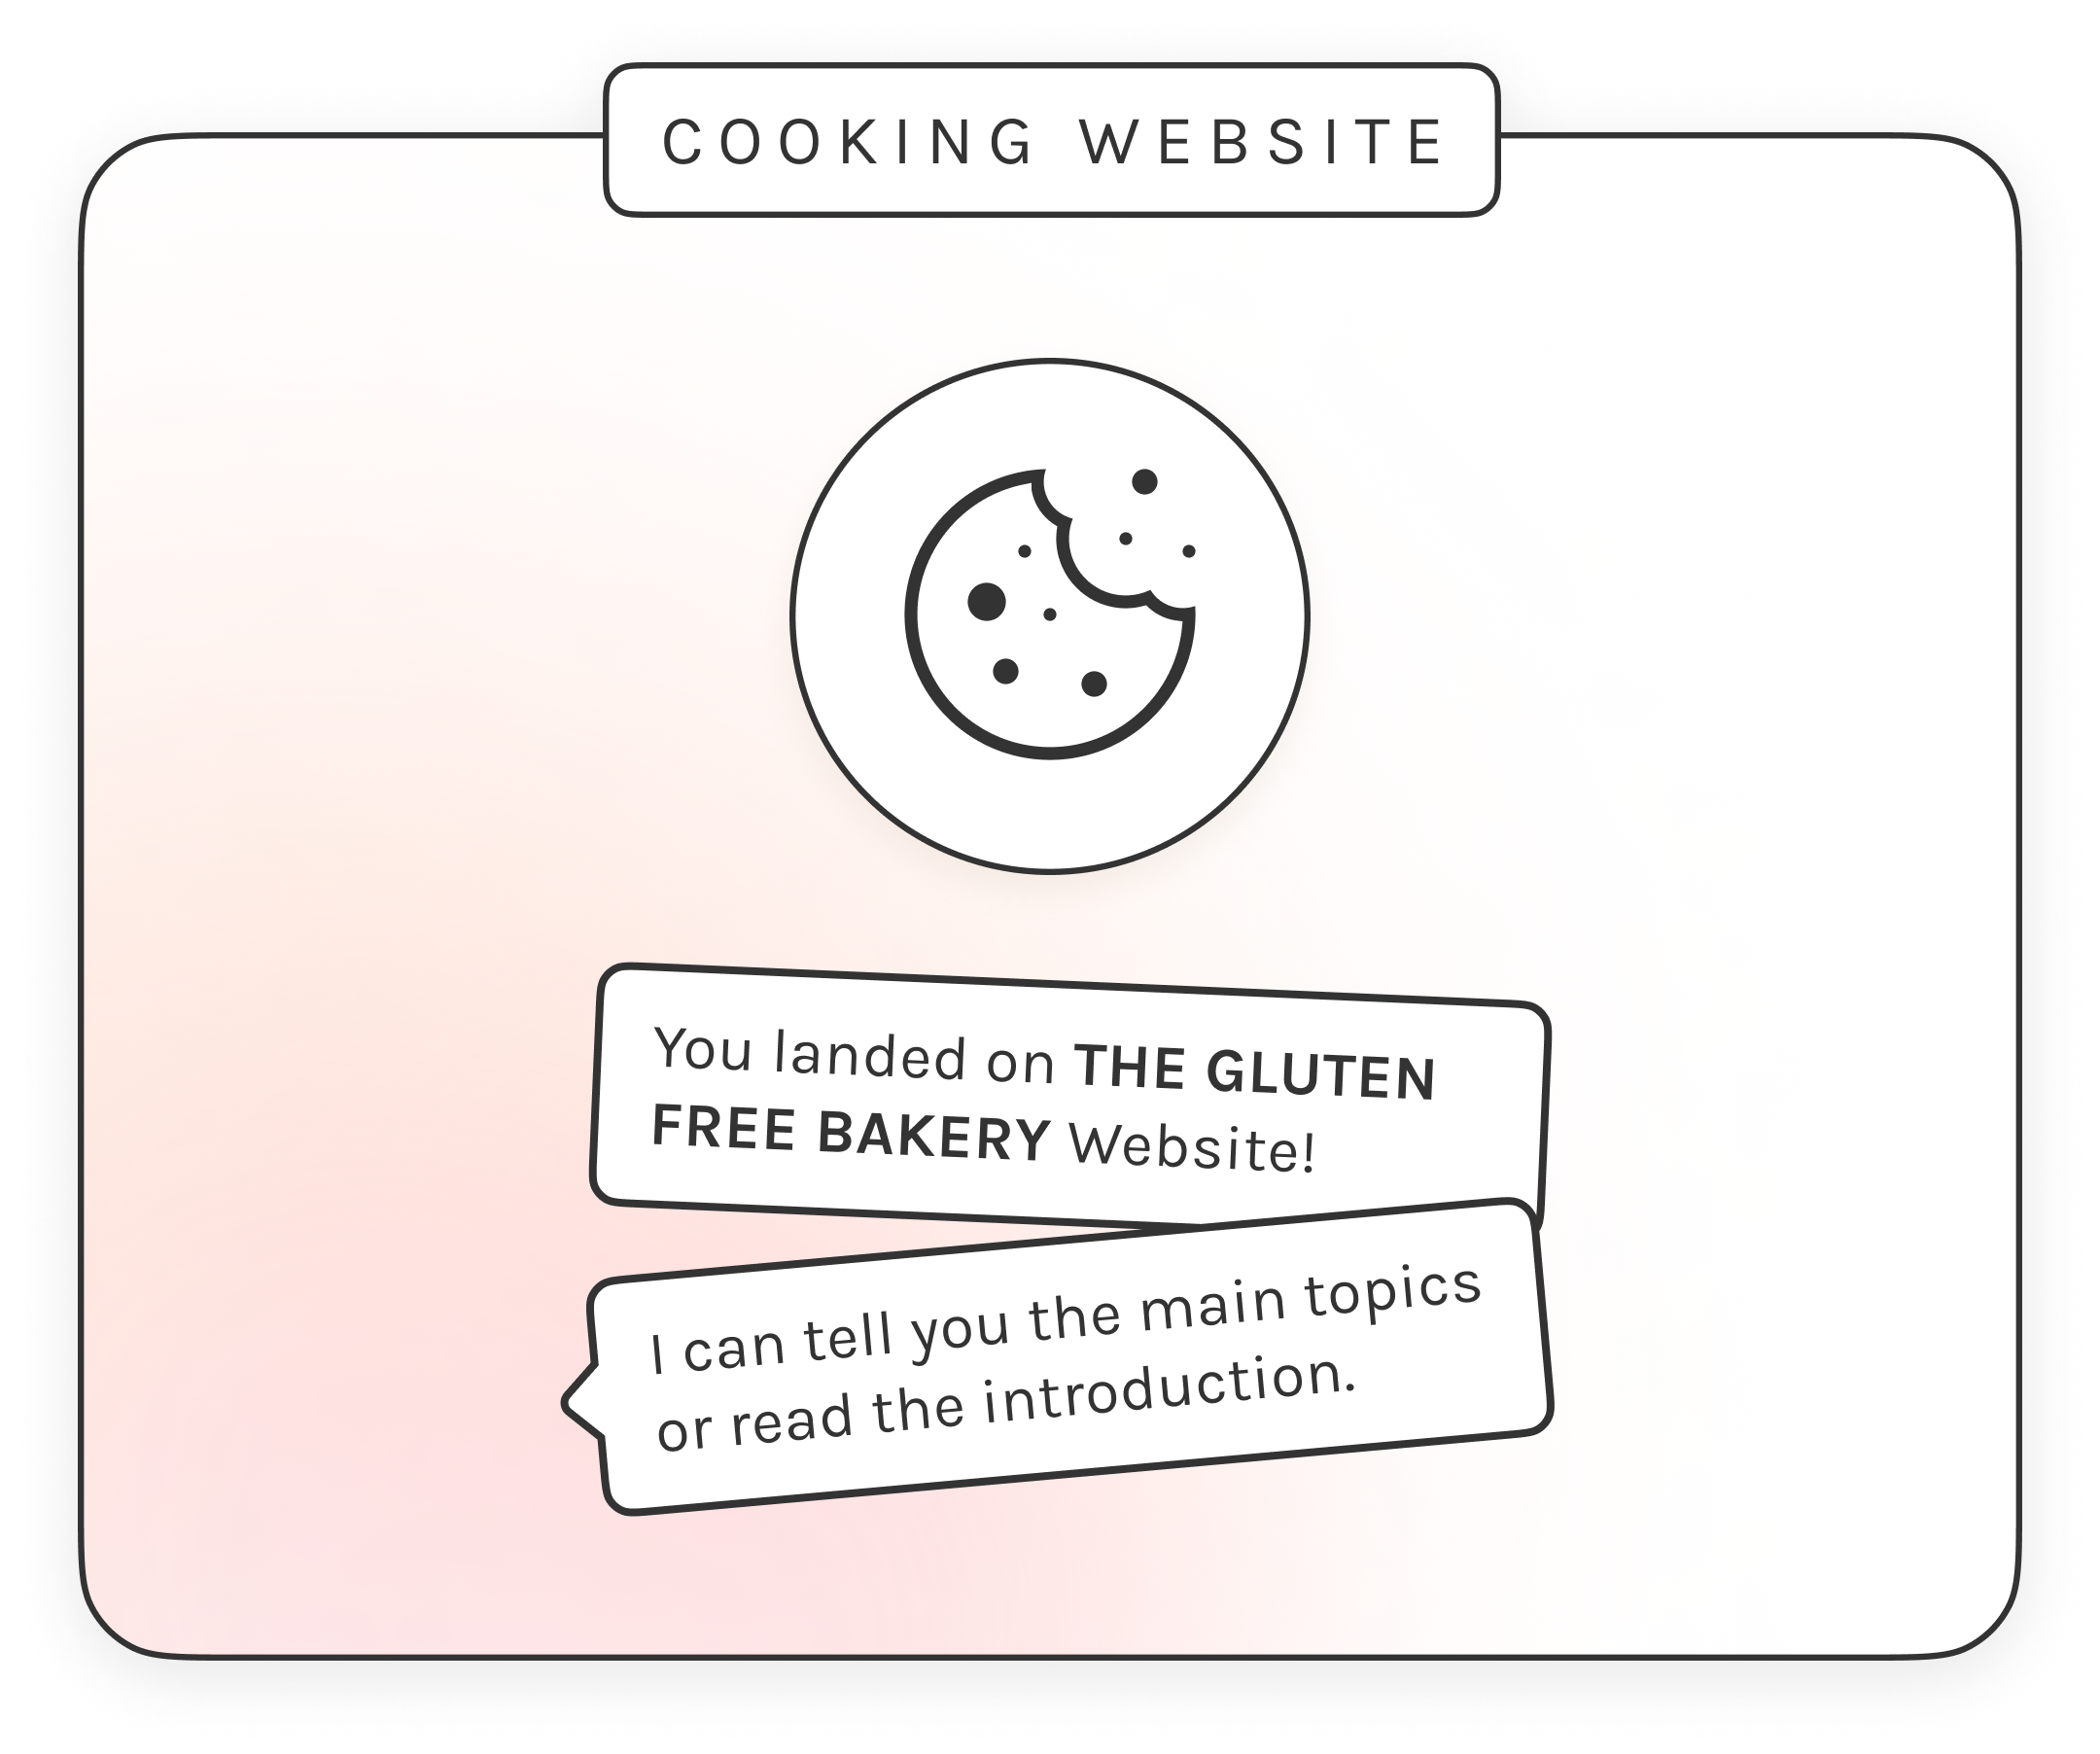 COOKING WEBSITE
You landed on THE GLUTEN
FREE BAKERY Website!
I can tell you the main topics
or read the introduction.